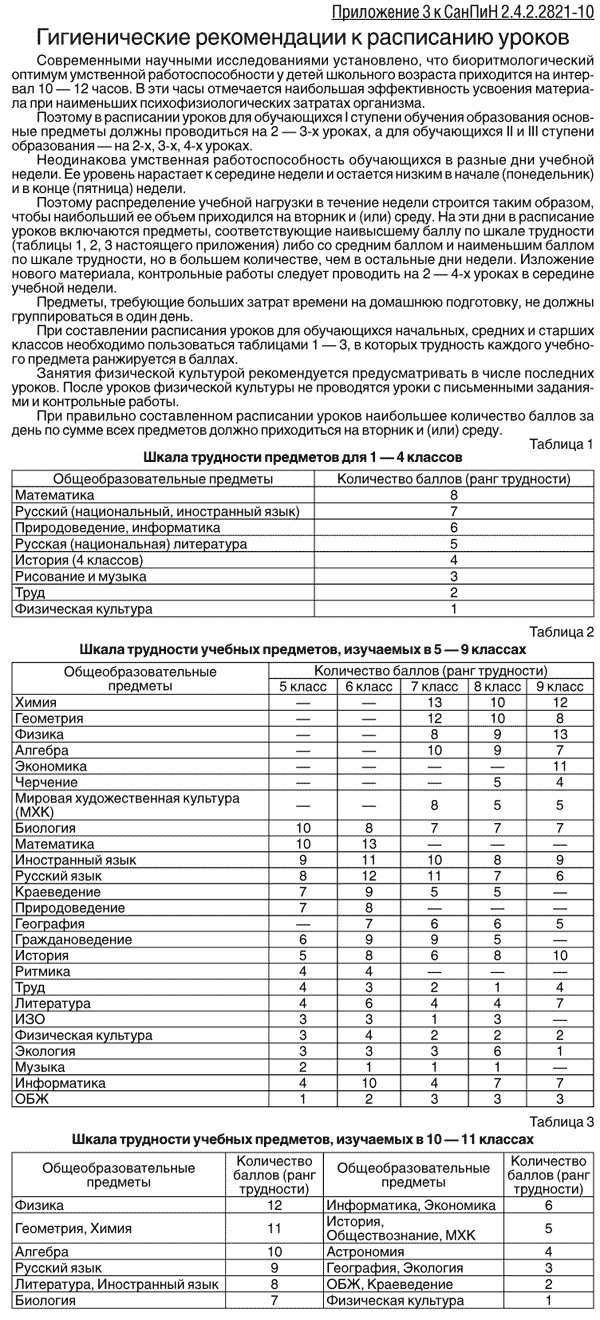 Приложение 3 к СанПиН 2.4.2.2821-10
Гигиенические рекомендации к расписанию уроков
Современными научными исследованиями установлено, что биоритмологический
оптимум умственной работоспособности у детей школьного возраста приходится на интер-
вал 10 — 12 часов. В эти часы отмечается наибольшая эффективность усвоения материа-
ла при наименьших психофизиологических затратах организма.
Поэтому в расписании уроков для обучающихся I ступени обучения образования основ-
ные предметы должны проводиться на 2 — 3-х уроках, а для обучающихся II и III ступени
образования — на 2-х, 3-х, 4-х уроках.
Неодинакова умственная работоспособность обучающихся в разные дни учебной
недели. Ее уровень нарастает к середине недели и остается низким в начале (понедельник)
и в конце (пятница) недели.
Поэтому распределение учебной нагрузки в течение недели строится таким образом,
чтобы наибольший ее объем приходился на вторник и (или) среду. На эти дни в расписание
уроков включаются предметы, соответствующие наивысшему баллу по шкале трудности
(таблицы 1, 2, 3 настоящего приложения) либо со средним баллом и наименьшим баллом
по шкале трудности, но в большем количестве, чем в остальные дни недели. Изложение
нового материала, контрольные работы следует проводить на 2 — 4-х уроках в середине
учебной недели.
Предметы, требующие больших затрат времени на домашнюю подготовку, не должны
группироваться в один день.
При составлении расписания уроков для обучающихся начальных, средних и старших
классов необходимо пользоваться таблицами 1 — 3, в которых трудность каждого учебно-
го предмета ранжируется в баллах.
Занятия физической культурой рекомендуется предусматривать в числе последних
уроков. После уроков физической культуры не проводятся уроки с письменными задания-
ми и контрольные работы.
При правильно составленном расписании уроков наибольшее количество баллов за
день по сумме всех предметов должно приходиться на вторник и (или) среду.
Таблица 1
Шкала трудности предметов для 1 — 4 классов
Общеобразовательные предметы Количество баллов (ранг трудности)
Математика 8
Русский (национальный, иностранный язык) 7
Природоведение, информатика 6
Русская (национальная) литература 5
История (4 классов) 4
Рисование и музыка 3
Труд 2
Физическая культура 1
Таблица 2
Шкала трудности учебных предметов, изучаемых в 5 — 9 классах
Общеобразовательные
предметы
Количество баллов (ранг трудности)
5 класс 6 класс 7 класс 8 класс 9 класс
Химия — — 13 10 12
Геометрия — — 12 10 8
Физика — — 8 9 13
Алгебра — — 10 9 7
Экономика — — — — 11
Черчение — — — 5 4
Мировая художественная культура
(МХК) — — 8 5 5
Биология 10 8 7 7 7
Математика 10 13 — — —
Иностранный язык 9 11 10 8 9
Русский язык 8 12 11 7 6
Краеведение 7 9 5 5 —
Природоведение 7 8 — — —
География — 7 6 6 5
Граждановедение 6 9 9 5 —
История 5 8 6 8 10
Ритмика 4 4 — — —
Труд 4 3 2 1 4
Литература 4 6 4 4 7
ИЗО 3 3 1 3 —
Физическая культура 3 4 2 2 2
Экология 3 3 3 6 1
Музыка 2 1 1 1 —
Информатика 4 10 4 7 7
ОБЖ 1 2 3 3 3
Таблица 3
Шкала трудности учебных предметов, изучаемых в 10 — 11 классах
Общеобразовательные
предметы
Количество
баллов (ранг
трудности)
Общеобразовательные
предметы
Количество
баллов (ранг
трудности)
Физика 12 Информатика, Экономика 6
Геометрия, Химия 11 История,
Обществознание, МХК 5
Алгебра 10 Астрономия 4
Русский язык 9 География, Экология 3
Литература, Иностранный язык 8 ОБЖ, Краеведение 2
Биология 7 Физическая культура 1